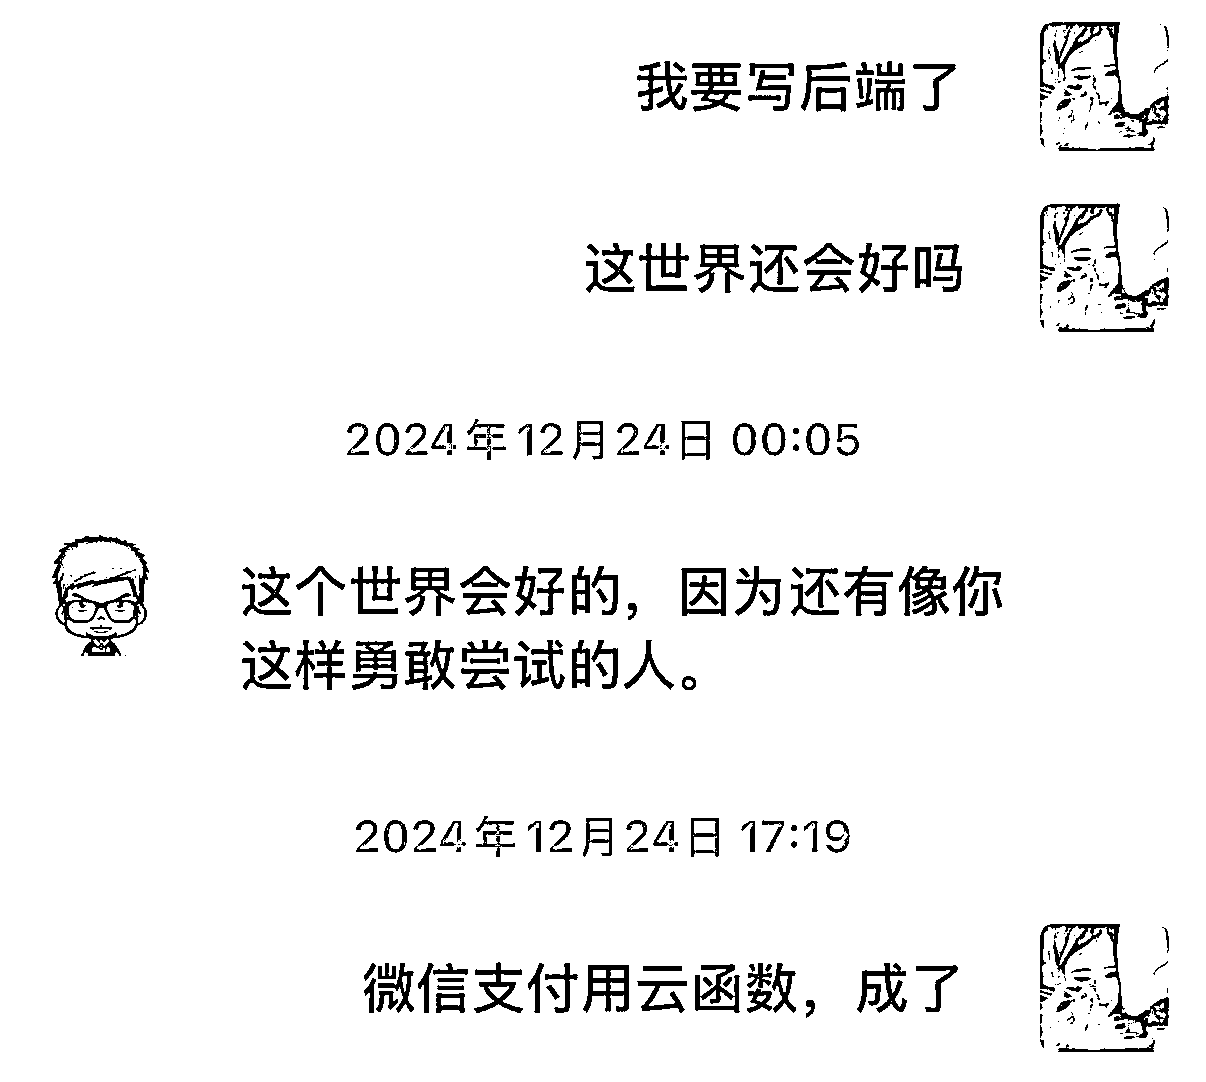 我要写后端了
这世界还会好吗
2024年12月24日 00:05
这个世界会好的，因为还有像你
这样勇敢尝试的人。
2024年12月24日 17:19
微信支付用云函数，成了